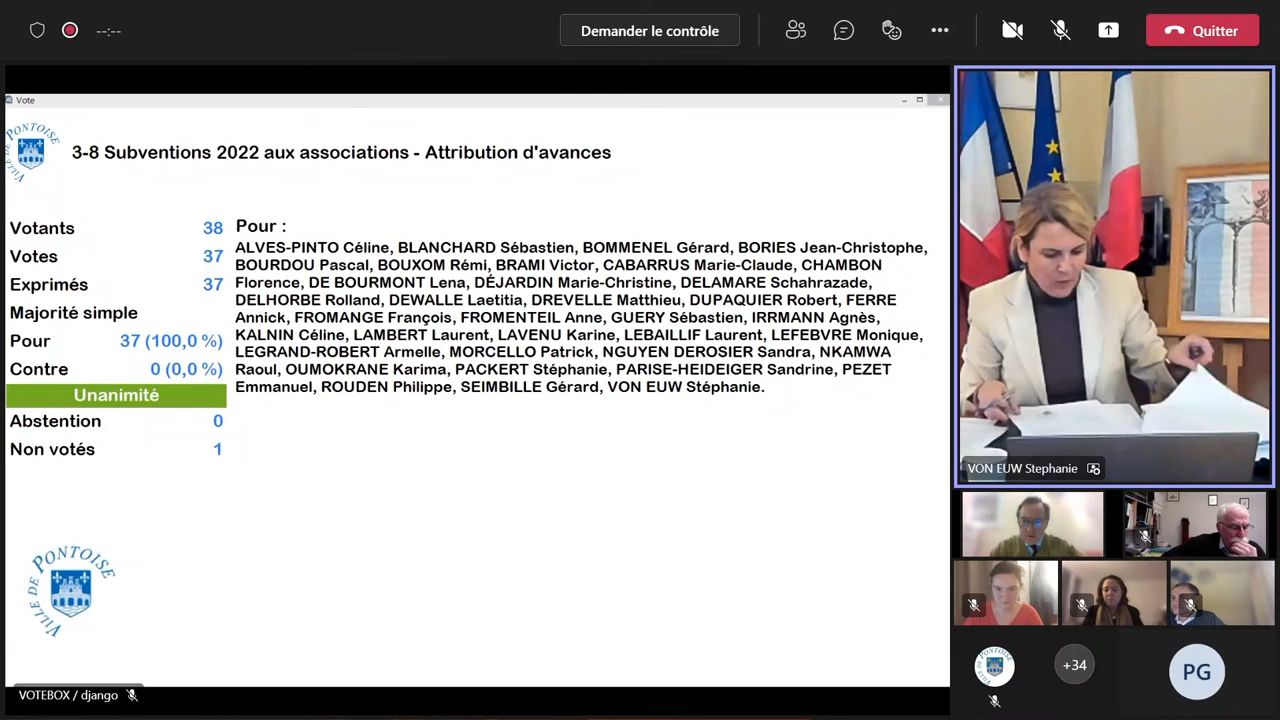 --:--
Demander le contrôle
Quitter
Vote
VILLE DE PONTOISE
3-8 Subventions 2022 aux associations - Attribution d'avances
Votants 38
Votes 37
Exprimés 37
Majorité simple
Pour 37 (100,0 %)
Contre 0 (0,0 %)
Unanimité
Abstention 0
Non votés 1
Pour :
ALVES-PINTO Céline, BLANCHARD Sébastien, BOMMENEL Gérard, BORIES Jean-Christophe,
BOURDOU Pascal, BOUXOM Rémi, BRAMI Victor, CABARRUS Marie-Claude, CHAMBON
Florence, DE BOURMONT Lena, DÉJARDIN Marie-Christine, DELAMARE Schahrazade,
DELHORBE Rolland, DEWALLE Laetitia, DREVELLE Matthieu, DUPAQUIER Robert, FERRE
Annick, FROMANGE François, FROMENTEIL Anne, GUERY Sébastien, IRRMANN Agnès,
KALNIN Céline, LAMBERT Laurent, LAVENU Karine, LEBAILLIF Laurent, LEFEBVRE Monique,
LEGRAND-ROBERT Armelle, MORCELLO Patrick, NGUYEN DEROSIER Sandra, NKAMWA
Raoul, OUMOKRANE Karima, PACKERT Stéphanie, PARISE-HEIDEIGER Sandrine, PEZET
Emmanuel, ROUDEN Philippe, SEIMBILLE Gérard, VON EUW Stéphanie.
VILLE DE PONTOISE
VOTEBOX / django
VON EUW Stephanie
+34
PG